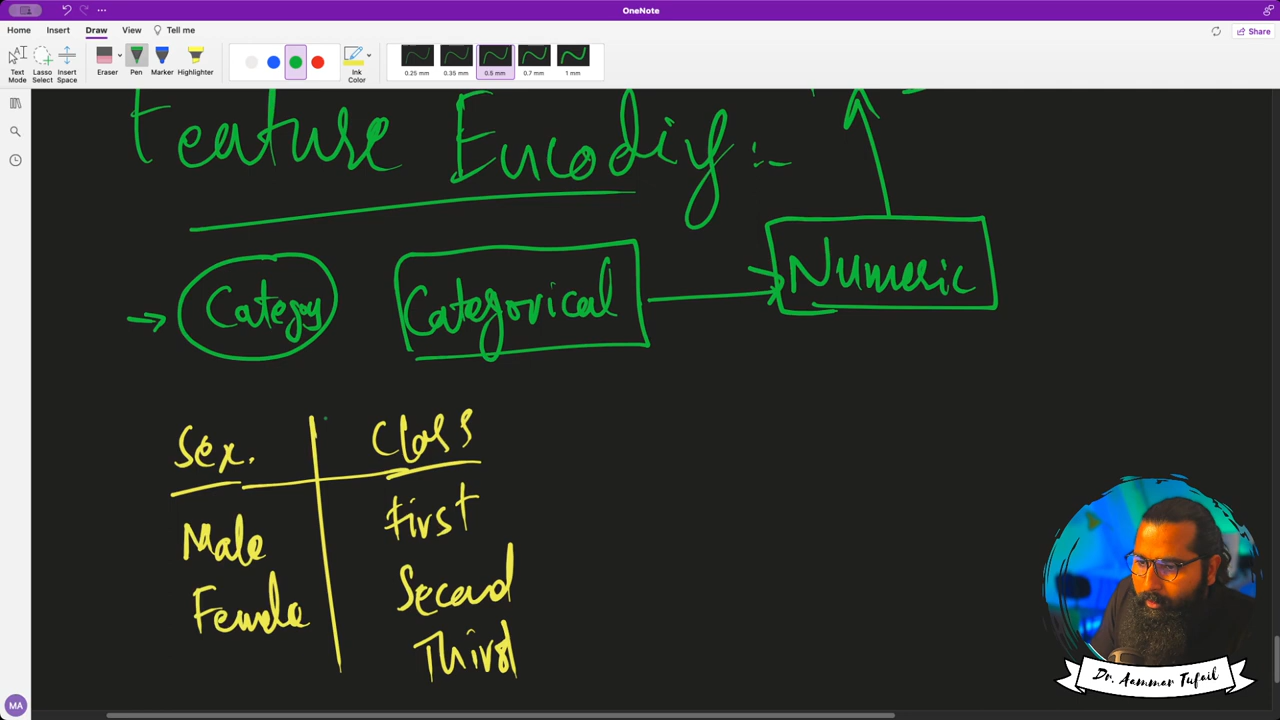 OneNote
Home Insert Draw View Tell me
Share
Text Mode
Lasso Select
Insert Space
Eraser
Pen
Marker
Highlighter
Ink Color
0.25 mm
0.35 mm
0.5 mm
0.7 mm
1 mm
Feature Encodig :-
Category Categorical Numeric
Sex. Class
Male First
Female Second
Third
Dr. Aammar Tufail
MA